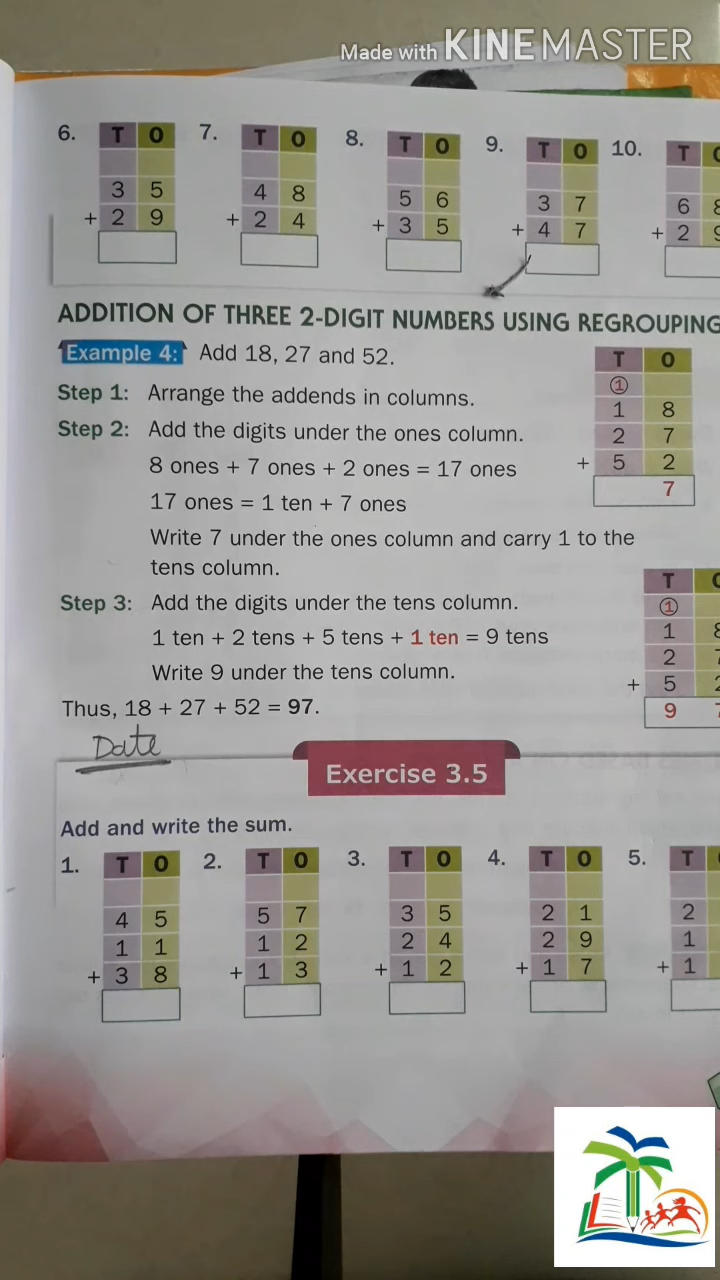 Made with KINEMASTER
6. T O 7. T O 8. T O 9. T O 10. T
3 5 4 8 5 6 3 7 6
+ 2 9 + 2 4 + 3 5 + 4 7 + 2
ADDITION OF THREE 2-DIGIT NUMBERS USING REGROUPING
Example 4: Add 18, 27 and 52.
T O
1
1 8
2 7
+ 5 2
7
Step 1: Arrange the addends in columns.
Step 2: Add the digits under the ones column.
8 ones + 7 ones + 2 ones = 17 ones
17 ones = 1 ten + 7 ones
Write 7 under the ones column and carry 1 to the
tens column.
Step 3: Add the digits under the tens column.
1 ten + 2 tens + 5 tens + 1 ten = 9 tens
Write 9 under the tens column.
Thus, 18 + 27 + 52 = 97.
T
1
1
2
+ 5
9
Date
Exercise 3.5
Add and write the sum.
1. T O 2. T O 3. T O 4. T O 5. T
4 5 5 7 3 5 2 1 2
1 1 1 2 2 4 2 9 1
+ 3 8 + 1 3 + 1 2 + 1 7 + 1